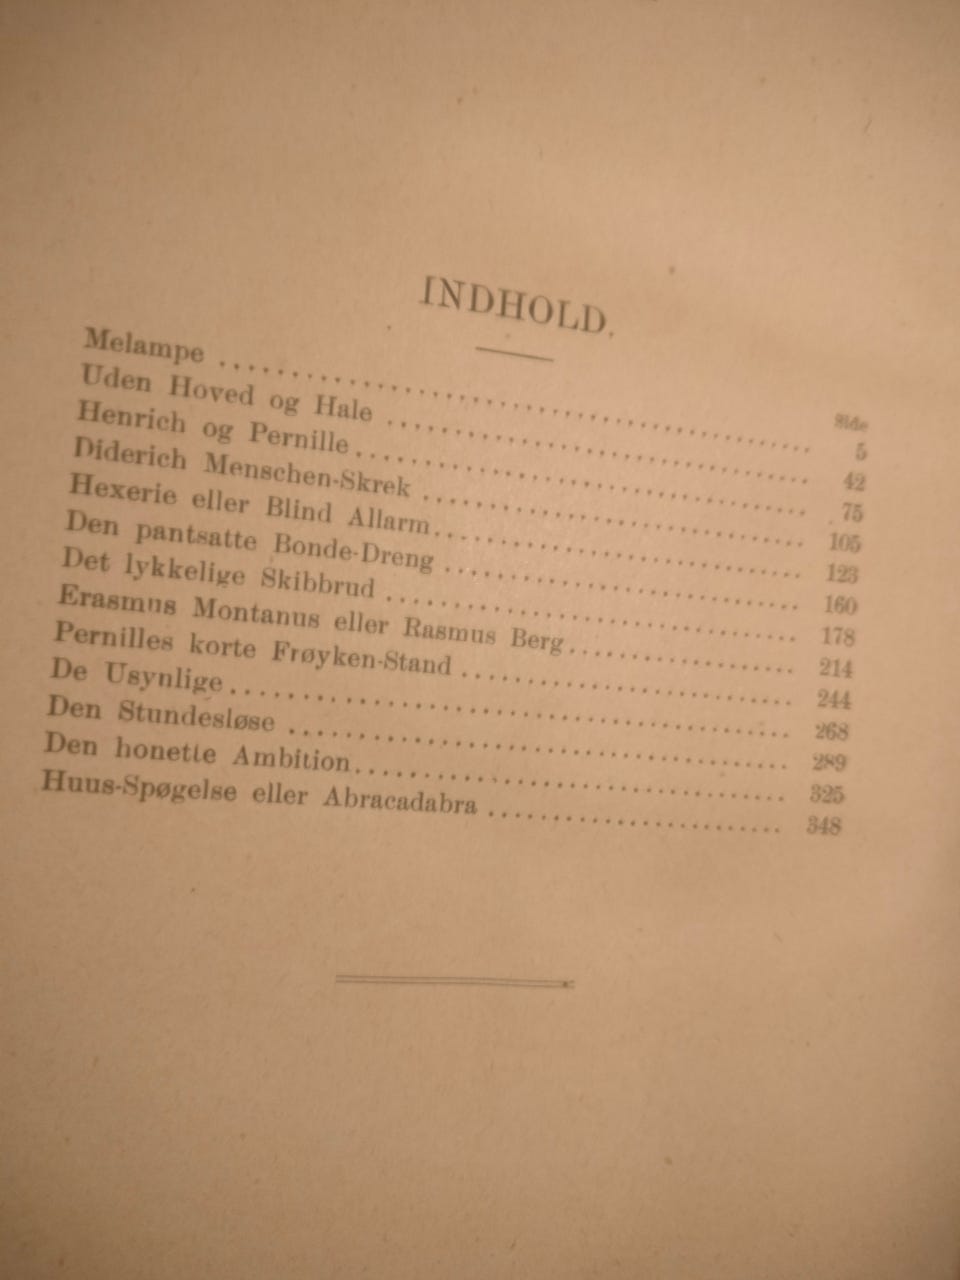 INDHOLD.
Side
Melampe 5
Uden Hoved og Hale 42
Henrich og Pernille 75
Diderich Menschen-Skrek 105
Hexerie eller Blind Allarm 123
Den pantsatte Bonde-Dreng 160
Det lykkelige Skibbrud 178
Erasmus Montanus eller Rasmus Berg 214
Pernilles korte Frøyken-Stand 244
De Usynlige 268
Den Stundesløse 289
Den honette Ambition 325
Huus-Spøgelse eller Abracadabra 348